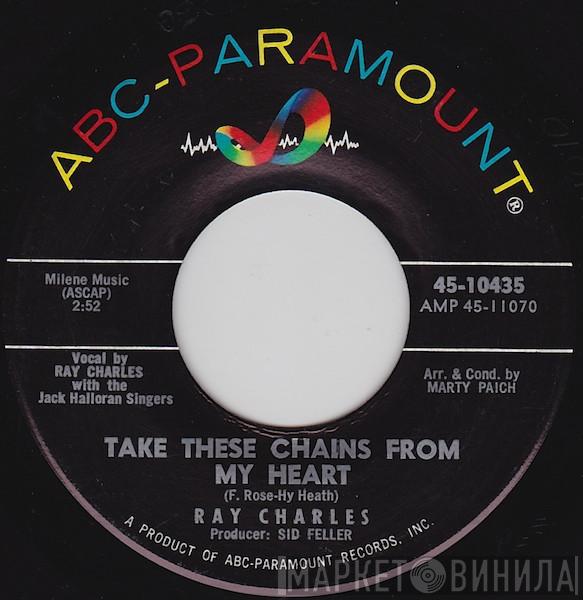 ABC-PARAMOUNT®
Milene Music
(ASCAP)
2:52
45-10435
AMP 45-11070
Vocal by
RAY CHARLES
with the
Jack Halloran Singers
Arr. & Cond. by
MARTY PAICH
TAKE THESE CHAINS FROM
MY HEART
(F. Rose-Hy Heath)
RAY CHARLES
Producer: SID FELLER
A PRODUCT OF ABC-PARAMOUNT RECORDS, INC.
МАРКЕТ ВИНИЛА